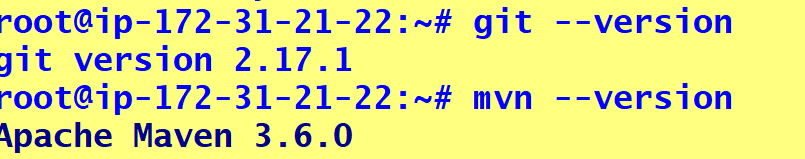 root@ip-172-31-21-22:~# git --version
git version 2.17.1
root@ip-172-31-21-22:~# mvn --version
Apache Maven 3.6.0